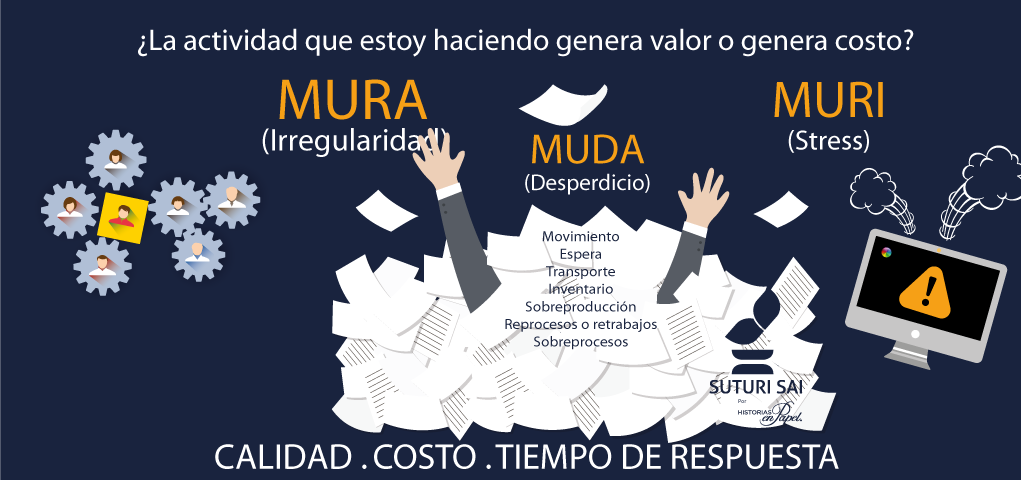 ¿La actividad que estoy haciendo genera valor o genera costo?
MURA
(Irregularidad)
MUDA
(Desperdicio)
MURI
(Stress)
Movimiento
Espera
Transporte
Inventario
Sobreproducción
Reprocesos o retrabajos
Sobreprocesos
SUTURI SAI
Por
HISTORIAS
en Papel
CALIDAD . COSTO . TIEMPO DE RESPUESTA